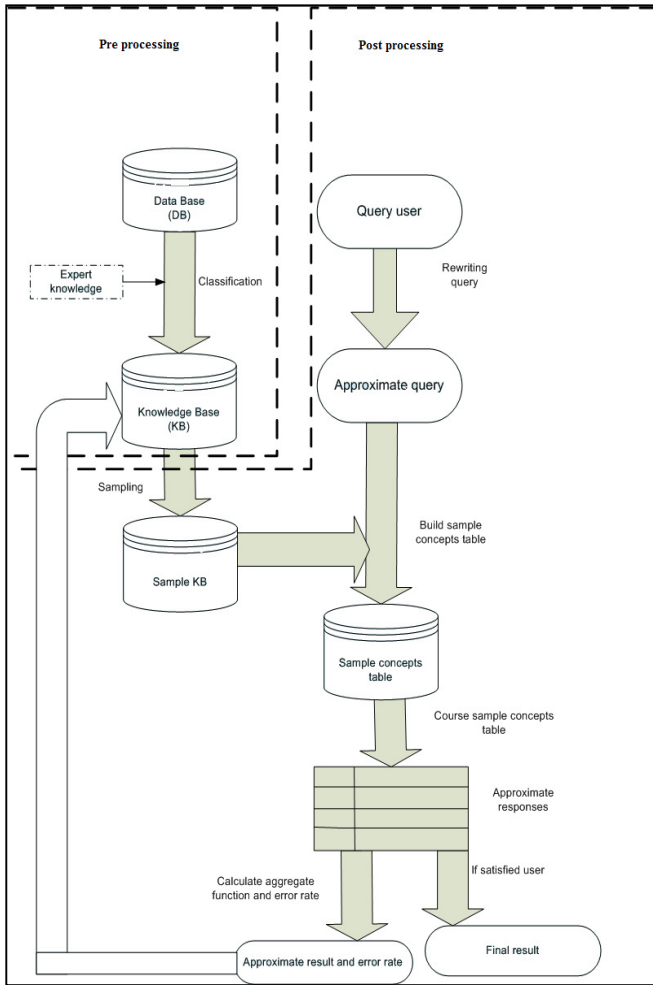 Pre processing
Post processing
Data Base
(DB)
Query user
Expert
knowledge
Classification
Rewriting
query
Knowledge Base
(KB)
Approximate query
Sampling
Build sample
concepts table
Sample KB
Sample concepts
table
Course sample concepts
table
Approximate
responses
Calculate aggregate
function and error rate
If satisfied user
Approximate result and error rate
Final result